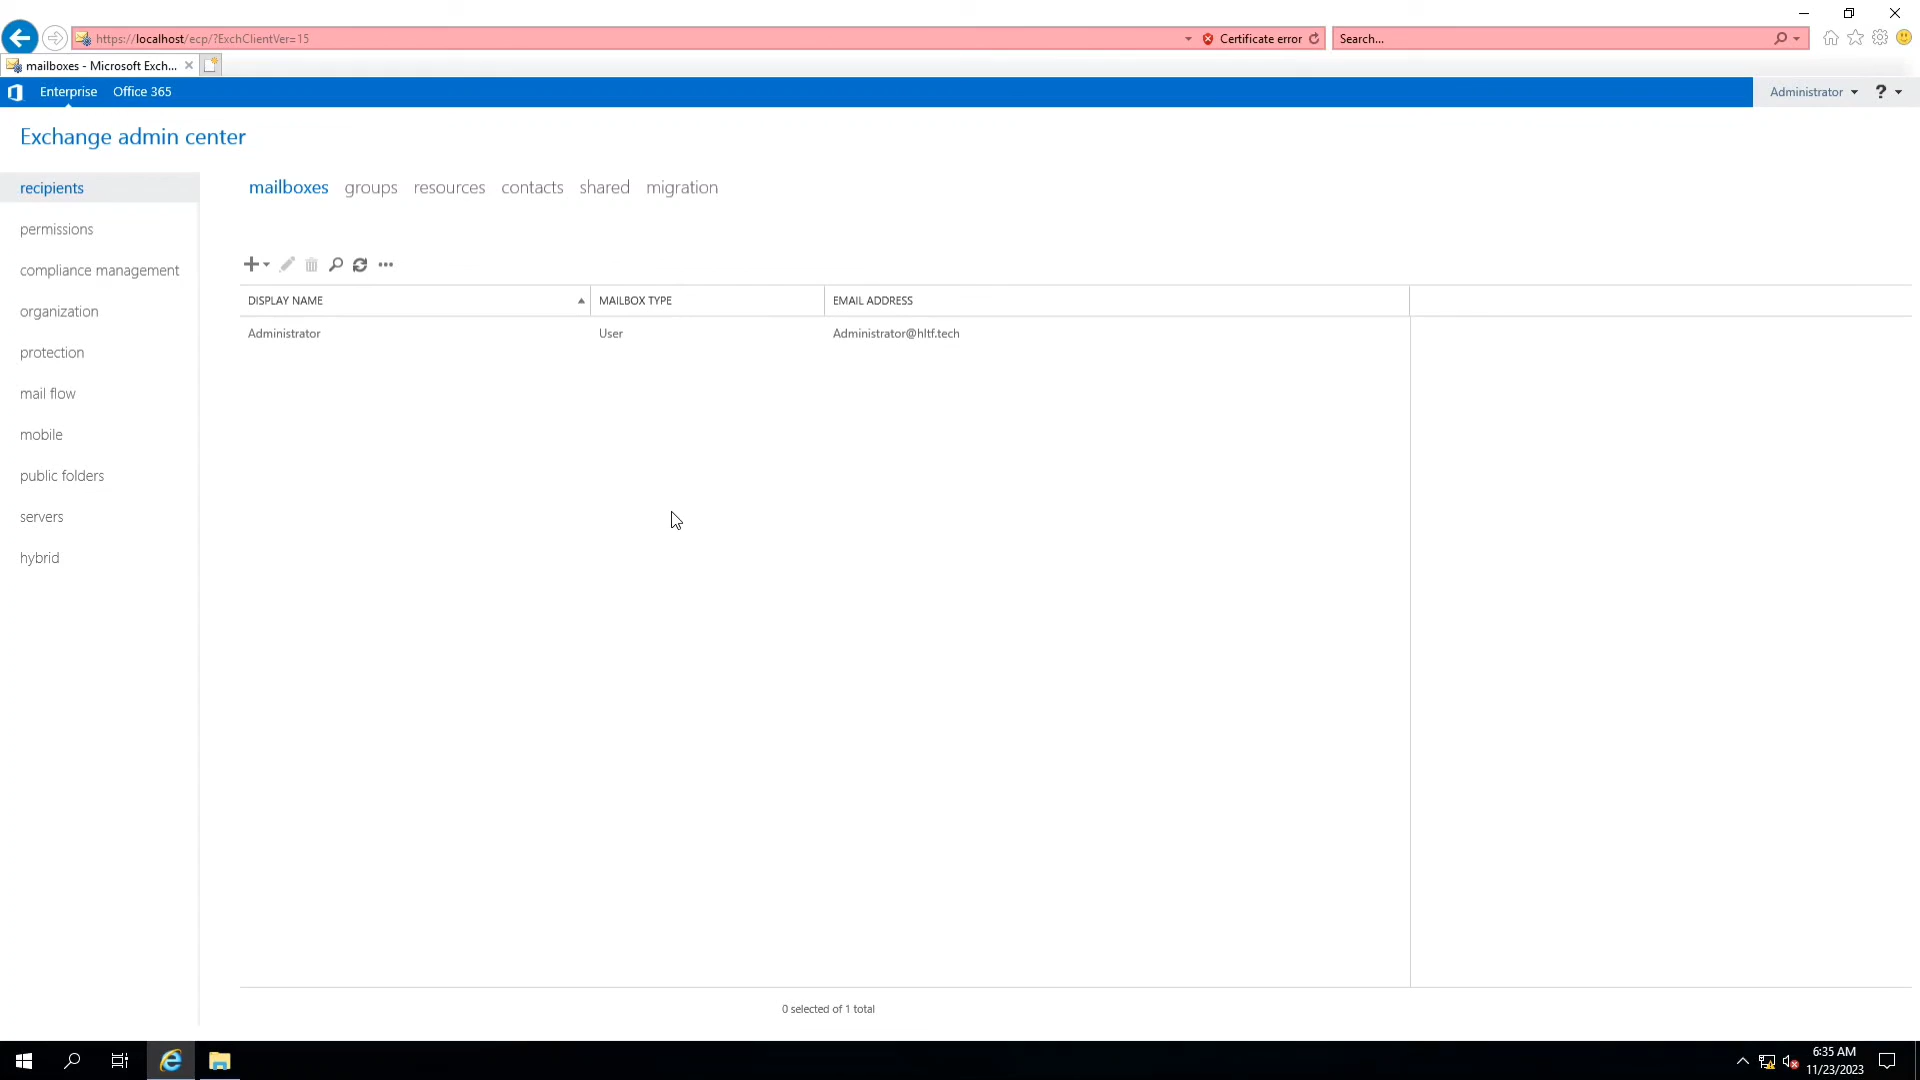 https://localhost/ecp/?ExchClientVer=15
Certificate error
Search...
mailboxes - Microsoft Exch...
Enterprise
Office 365
Administrator
?
Exchange admin center
recipients
permissions
compliance management
organization
protection
mail flow
mobile
public folders
servers
hybrid
mailboxes groups resources contacts shared migration
DISPLAY NAME
MAILBOX TYPE
EMAIL ADDRESS
Administrator
User
Administrator@hltf.tech
0 selected of 1 total
6:35 AM
11/23/2023